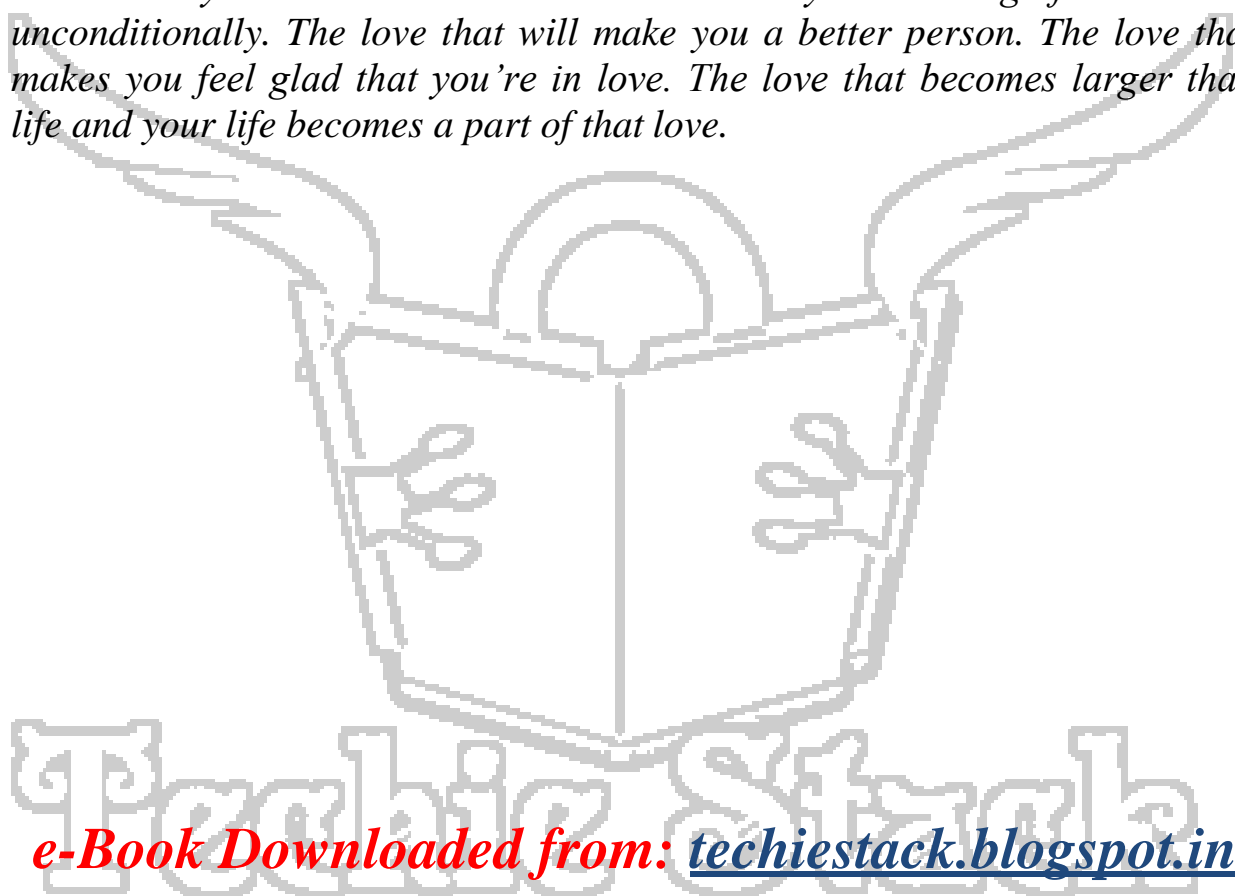 unconditionally. The love that will make you a better person. The love tha
makes you feel glad that you're in love. The love that becomes larger tha
life and your life becomes a part of that love.
Techie Stack
e-Book Downloaded from: techiestack.blogspot.in